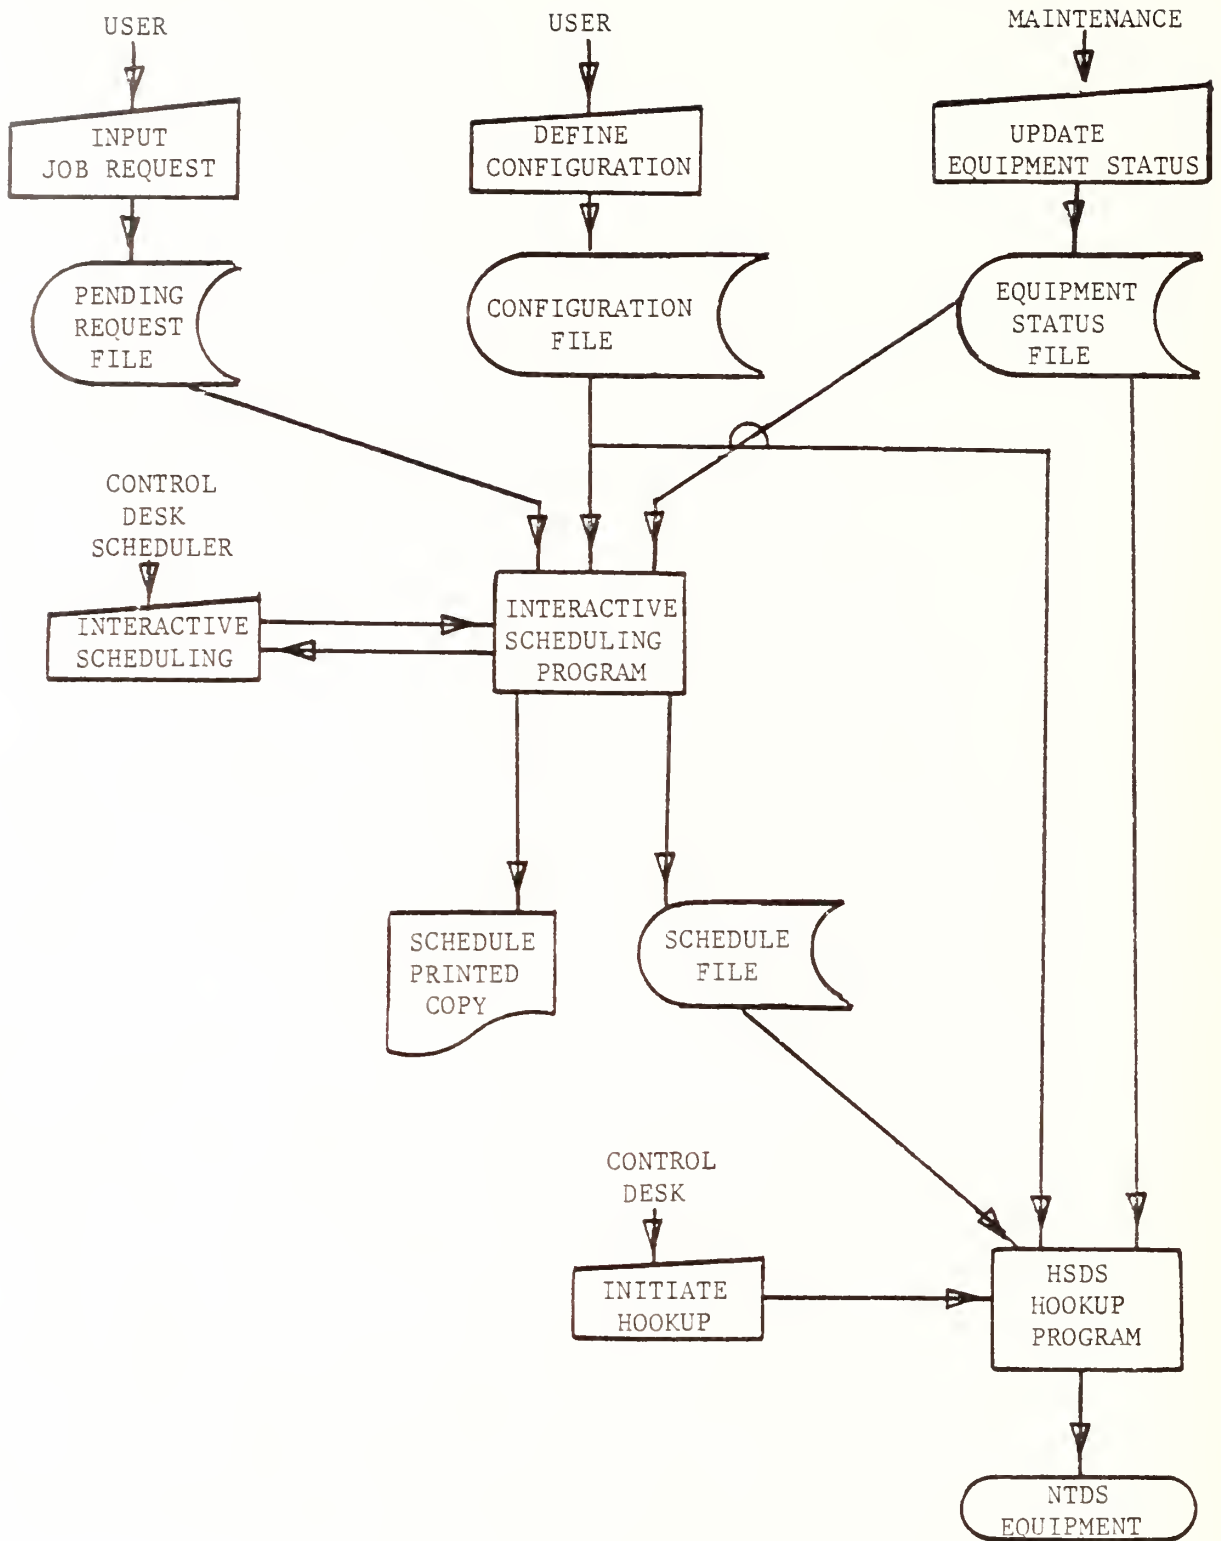 USER
USER
MAINTENANCE
INPUT
JOB REQUEST
DEFINE
CONFIGURATION
UPDATE
EQUIPMENT STATUS
PENDING
REQUEST
FILE
CONFIGURATION
FILE
EQUIPMENT
STATUS
FILE
CONTROL
DESK
SCHEDULER
INTERACTIVE
SCHEDULING
INTERACTIVE
SCHEDULING
PROGRAM
SCHEDULE
PRINTED
COPY
SCHEDULE
FILE
CONTROL
DESK
INITIATE
HOOKUP
HSDS
HOOKUP
PROGRAM
NTDS
EQUIPMENT